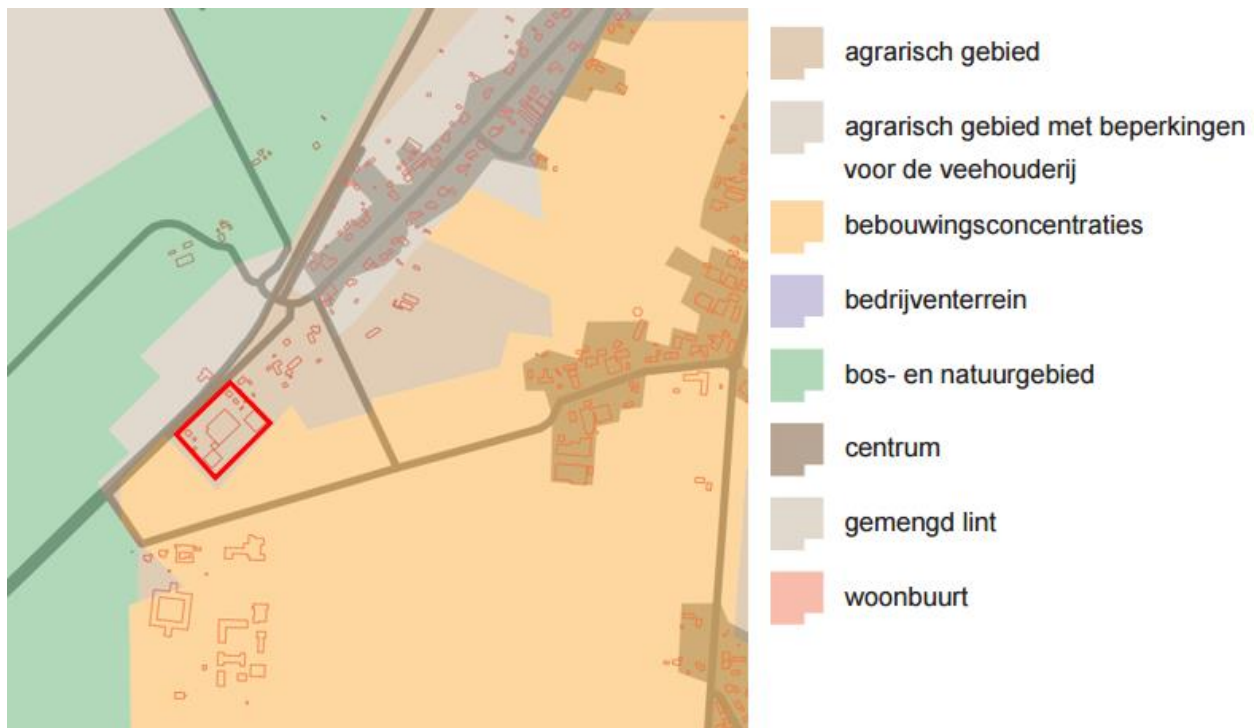 agrarisch gebied
agrarisch gebied met beperkingen
voor de veehouderij
bebouwingsconcentraties
bedrijventerrein
bos- en natuurgebied
centrum
gemengd lint
woonbuurt